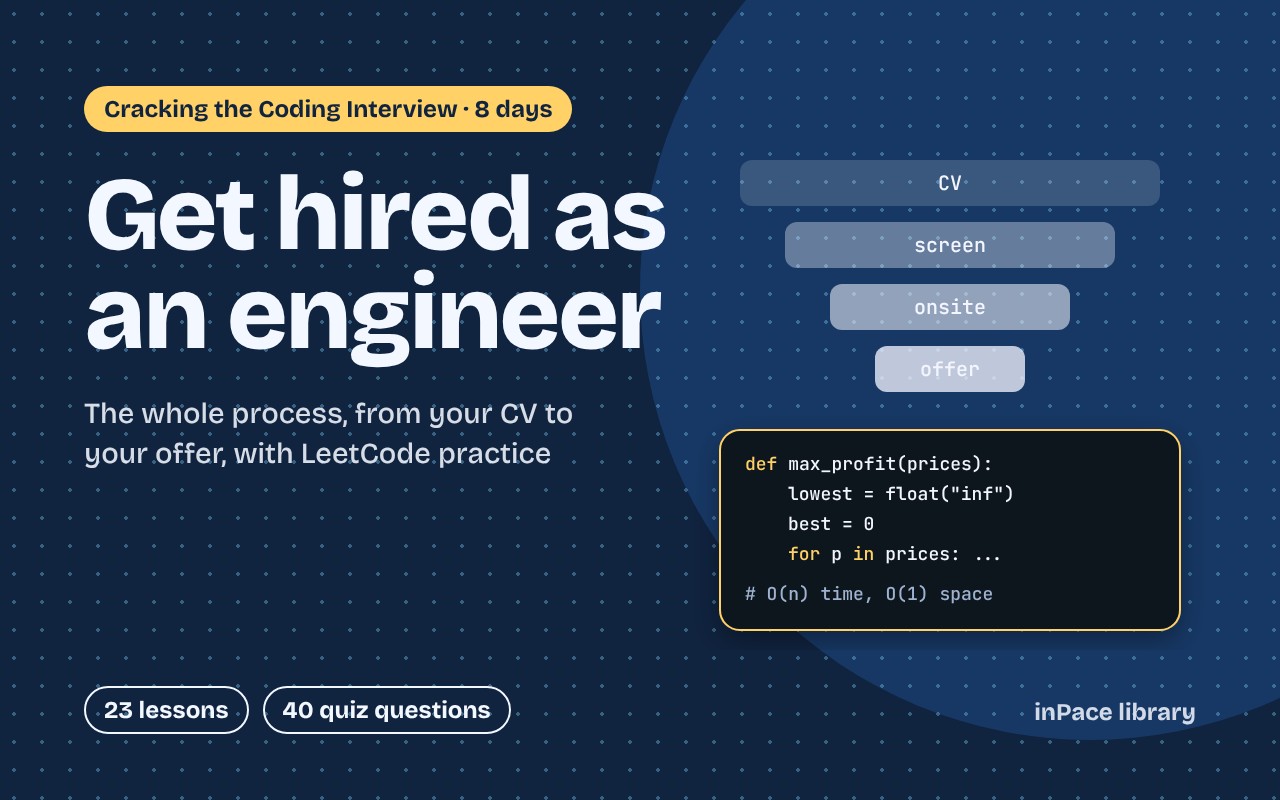 Cracking the Coding Interview · 8 days
Get hired as
an engineer
The whole process, from your CV to
your offer, with LeetCode practice
23 lessons
40 quiz questions
CV
screen
onsite
offer
def max_profit(prices):
    lowest = float("inf")
    best = 0
    for p in prices: ...
# O(n) time, O(1) space
inPace library